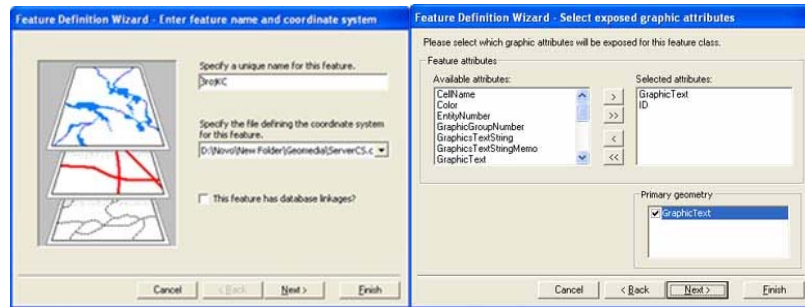 Feature Definition Wizard - Enter feature name and coordinate system
Specify a unique name for this feature.
Specify the file defining the coordinate system
for this feature.
D:\Novo\New Folder\Geomedia\ServerCS.c
This feature has database linkages?
Cancel
< Back
Next >
Finish
Feature Definition Wizard - Select exposed graphic attributes
Please select which graphic attributes will be exposed for this feature class.
Feature attributes
Available attributes:
CellName
Color
EntityNumber
GraphicGroupNumber
GraphicsTextString
GraphicsTextStringMemo
GraphicText
>
>>
<
<<
Selected attributes:
GraphicText
ID
Primary geometry
GraphicText
Cancel
< Back
Next >
Finish